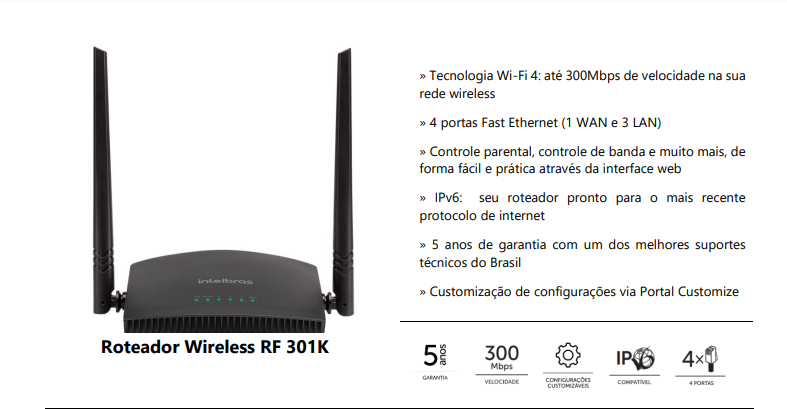 intelbras
Roteador Wireless RF 301K
» Tecnologia Wi-Fi 4: até 300Mbps de velocidade na sua
rede wireless
» 4 portas Fast Ethernet (1 WAN e 3 LAN)
» Controle parental, controle de banda e muito mais, de
forma fácil e prática através da interface web
» IPv6: seu roteador pronto para o mais recente
protocolo de internet
» 5 anos de garantia com um dos melhores suportes
técnicos do Brasil
» Customização de configurações via Portal Customize
5 anos
GARANTIA
300
Mbps
VELOCIDADE
CONFIGURAÇÕES
CUSTOMIZÁVEIS
IPv6
COMPATÍVEL
4x
4 PORTAS